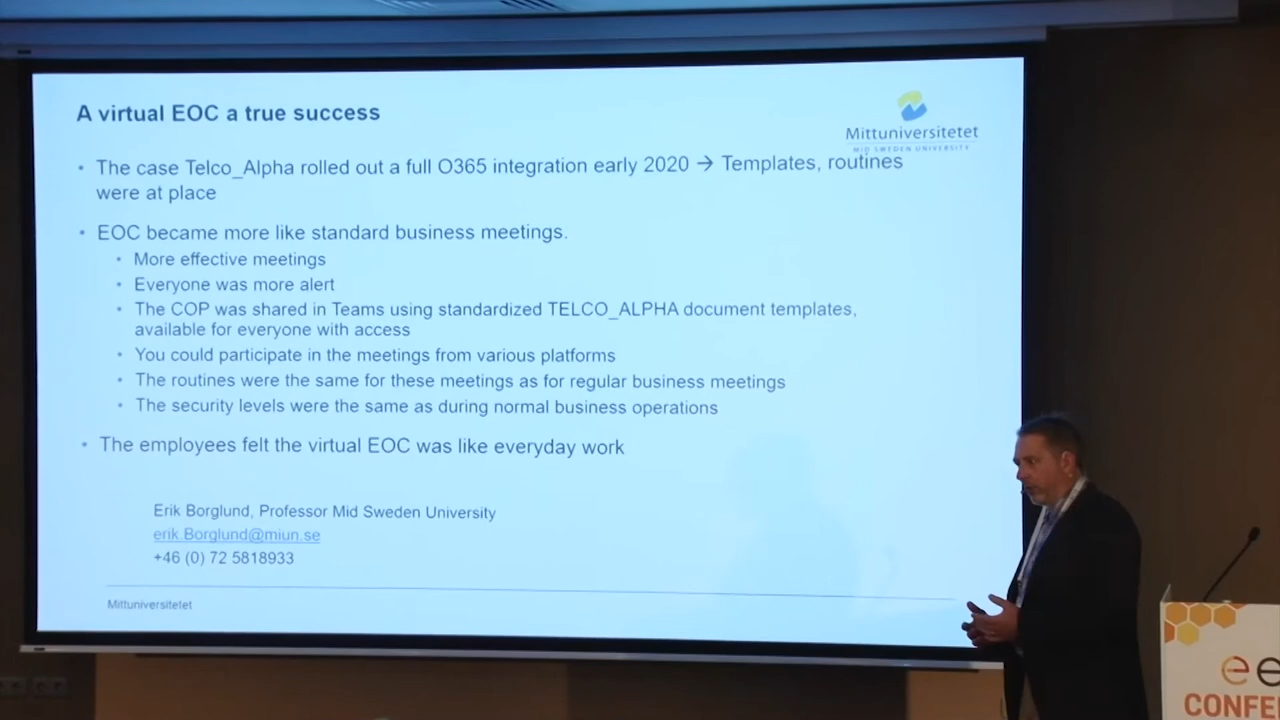 A virtual EOC a true success
Mittuniversitetet
MID SWEDEN UNIVERSITY
• The case Telco_Alpha rolled out a full O365 integration early 2020 → Templates, routines
were at place
• EOC became more like standard business meetings.
• More effective meetings
• Everyone was more alert
• The COP was shared in Teams using standardized TELCO_ALPHA document templates,
available for everyone with access
• You could participate in the meetings from various platforms
• The routines were the same for these meetings as for regular business meetings
• The security levels were the same as during normal business operations
• The employees felt the virtual EOC was like everyday work
Erik Borglund, Professor Mid Sweden University
erik.Borglund@miun.se
+46 (0) 72 5818933
Mittuniversitetet
ee
CONFE